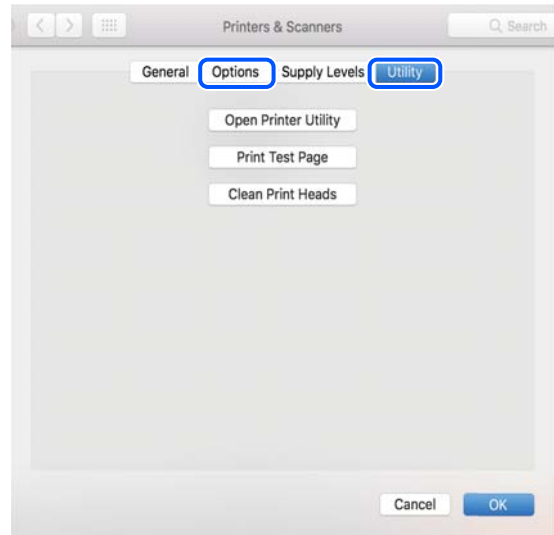 Printers & Scanners Search
General Options Supply Levels Utility
Open Printer Utility
Print Test Page
Clean Print Heads
Cancel OK